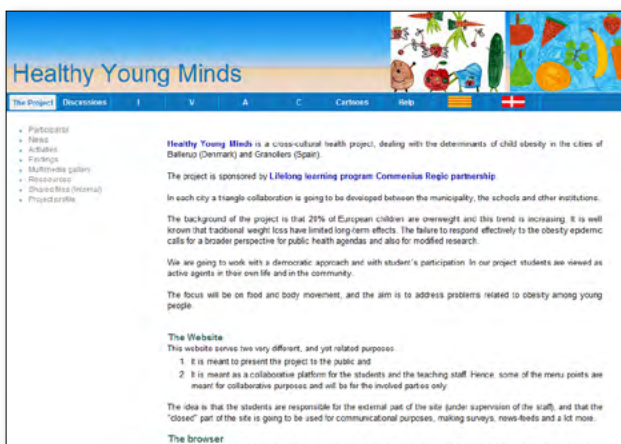 Healthy Young Minds
The Project Discussions I V A C Cartoons Help
Participants
News
Activities
Findings
Multimedia gallery
Ressources
Shared files (Internal)
Project profile
Healthy Young Minds is a cross-cultural health project, dealing with the determinants of child obesity in the cities of
Ballerup (Denmark) and Granollers (Spain).
The project is sponsored by Lifelong learning program Commenius Regio partnership.
In each city a triangle collaboration is going to be developed between the municipality, the schools and other institutions.
The background of the project is that 20% of European children are overweight and this trend is increasing. It is well
known that traditional weight loss have limited long-term effects. The failure to respond effectively to the obesity epidemic
calls for a broader perspective for public health agendas and also for modified research.
We are going to work with a democratic approach and with student's participation. In our project students are viewed as
active agents in their own life and in the community.
The focus will be on food and body movement, and the aim is to address problems related to obesity among young
people.
The Website
This website serves two very different, and yet related purposes.
1. It is meant to present the project to the public and
2. It is meant as a collaborative platform for the students and the teaching staff. Hence, some of the menu points are
meant for collaborative purposes and will be for the involved parties only.
The idea is that the students are responsible for the external part of the site (under supervision of the staff), and that the
"closed" part of the site is going to be used for communicational purposes, making surveys, news-feeds and a lot more.
The browser